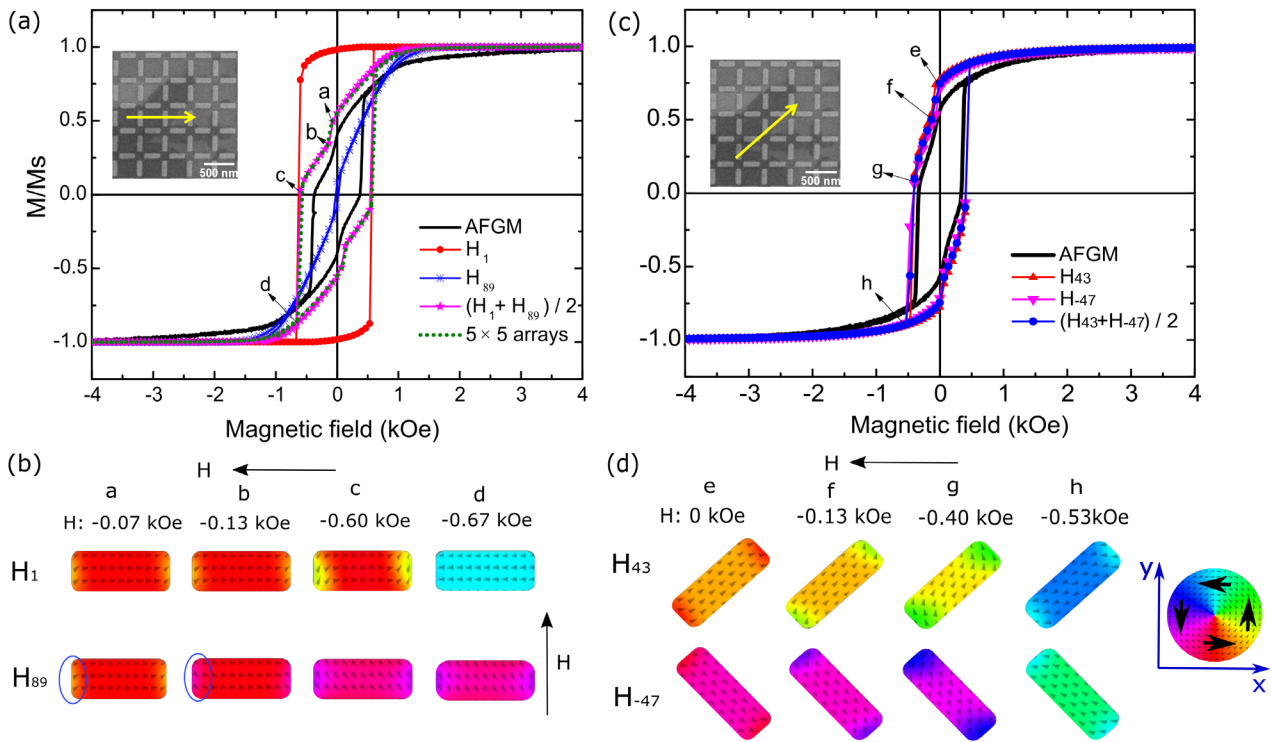 (a)
1.0
0.5
0.0
-0.5
-1.0
M/Ms
a
b
c
d
500 nm
AFGM
H1
H89
(H1+ H89) / 2
5 × 5 arrays
-4 -3 -2 -1 0 1 2 3 4
Magnetic field (kOe)
(c)
1.0
0.5
0.0
-0.5
-1.0
e
f
g
h
500 nm
AFGM
H43
H-47
(H43+H-47) / 2
-4 -3 -2 -1 0 1 2 3 4
Magnetic field (kOe)
(b)
H
a b c d
H: -0.07 kOe -0.13 kOe -0.60 kOe -0.67 kOe
H1
H89
H
(d)
H
e f g h
H: 0 kOe -0.13 kOe -0.40 kOe -0.53kOe
H43
H-47
y
x